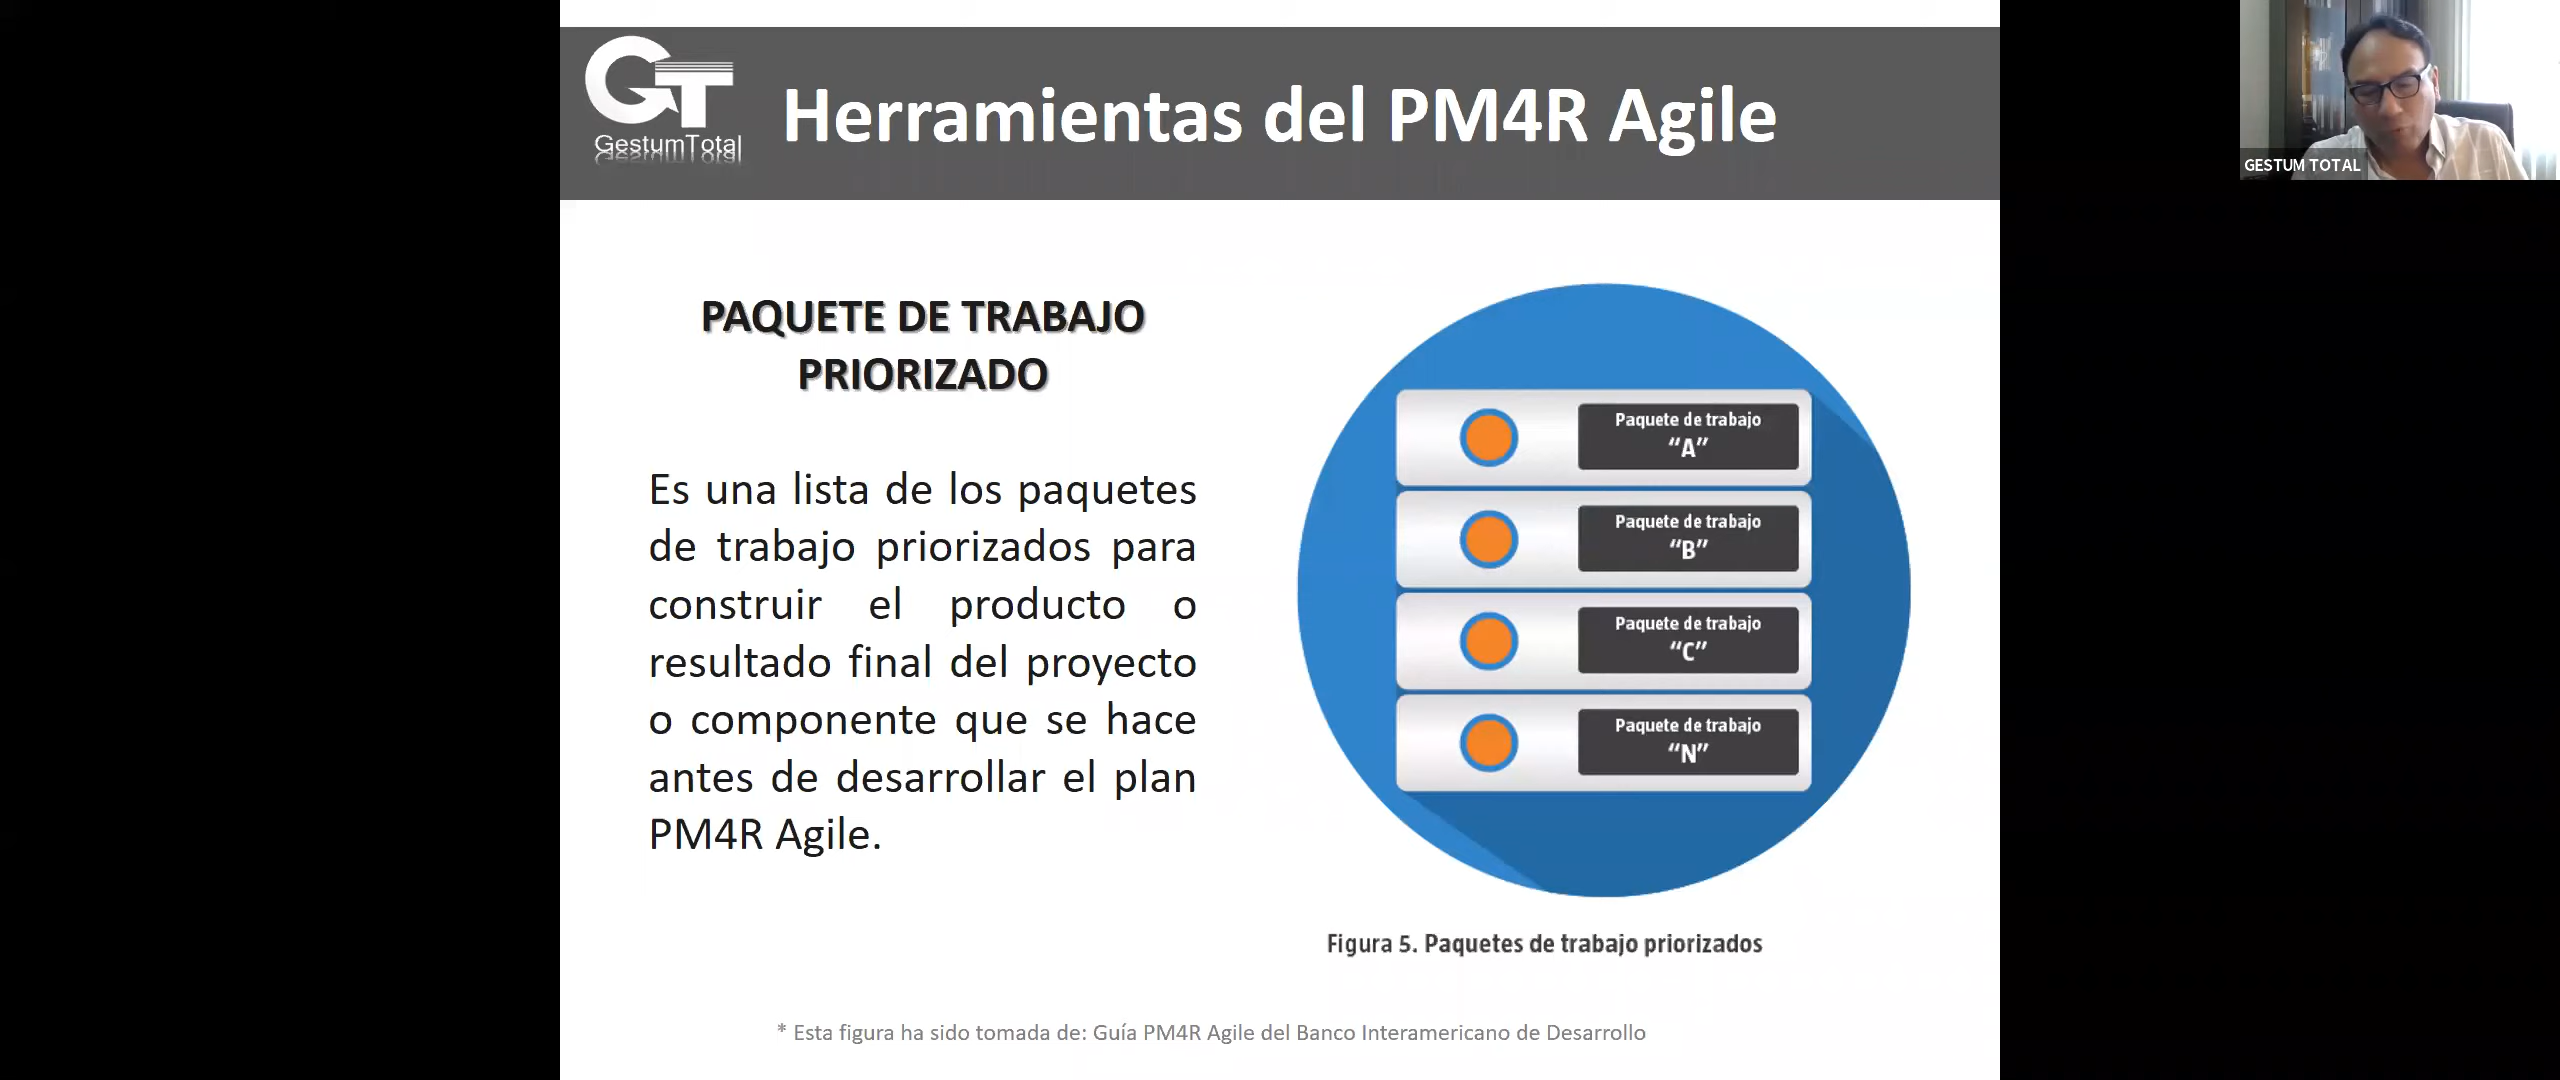 GT
GestumTotal
Herramientas del PM4R Agile
GESTUM TOTAL
PAQUETE DE TRABAJO
PRIORIZADO
Es una lista de los paquetes
de trabajo priorizados para
construir el producto o
resultado final del proyecto
o componente que se hace
antes de desarrollar el plan
PM4R Agile.
Paquete de trabajo
“A”
Paquete de trabajo
“B”
Paquete de trabajo
“C”
Paquete de trabajo
“N”
Figura 5. Paquetes de trabajo priorizados
* Esta figura ha sido tomada de: Guía PM4R Agile del Banco Interamericano de Desarrollo